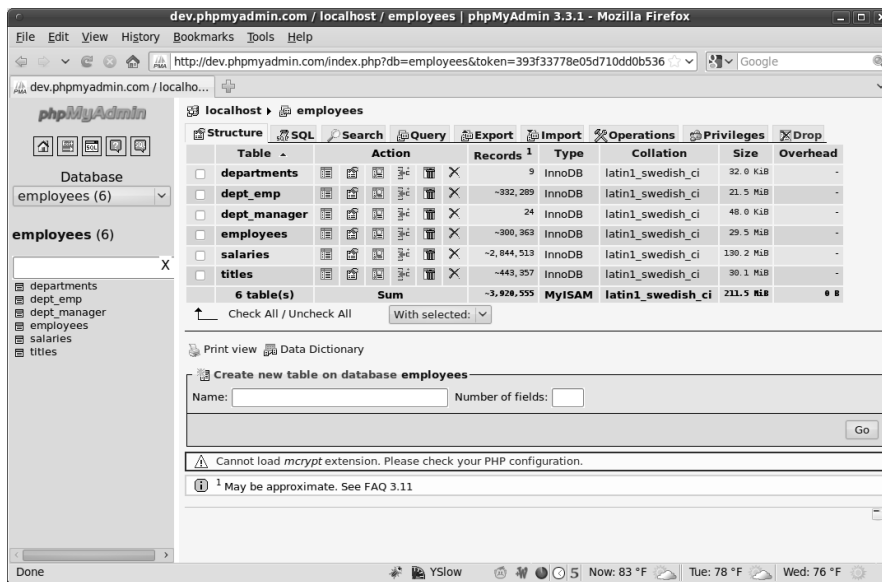 dev.phpmyadmin.com / localhost / employees | phpMyAdmin 3.3.1 - Mozilla Firefox
File Edit View History Bookmarks Tools Help
http://dev.phpmyadmin.com/index.php?db=employees&token=393f33778e05d710dd0b536
Google
dev.phpmyadmin.com / localho...
phpMyAdmin
Database
employees (6)
employees (6)
X
departments
dept_emp
dept_manager
employees
salaries
titles
localhost employees
Structure SQL Search Query Export Import Operations Privileges Drop
Table Action Records 1 Type Collation Size Overhead
departments 9 InnoDB latin1_swedish_ci 32.0 KiB -
dept_emp ~332,289 InnoDB latin1_swedish_ci 21.5 MiB -
dept_manager 24 InnoDB latin1_swedish_ci 48.0 KiB -
employees ~300,363 InnoDB latin1_swedish_ci 29.5 MiB -
salaries ~2,844,513 InnoDB latin1_swedish_ci 130.2 MiB -
titles ~443,357 InnoDB latin1_swedish_ci 30.1 MiB -
6 table(s) Sum ~3,920,555 MyISAM latin1_swedish_ci 211.5 MiB 0 B
Check All / Uncheck All With selected:
Print view Data Dictionary
Create new table on database employees
Name: Number of fields:
Go
Cannot load mcrypt extension. Please check your PHP configuration.
1 May be approximate. See FAQ 3.11
Done YSlow 5 Now: 83 °F Tue: 78 °F Wed: 76 °F